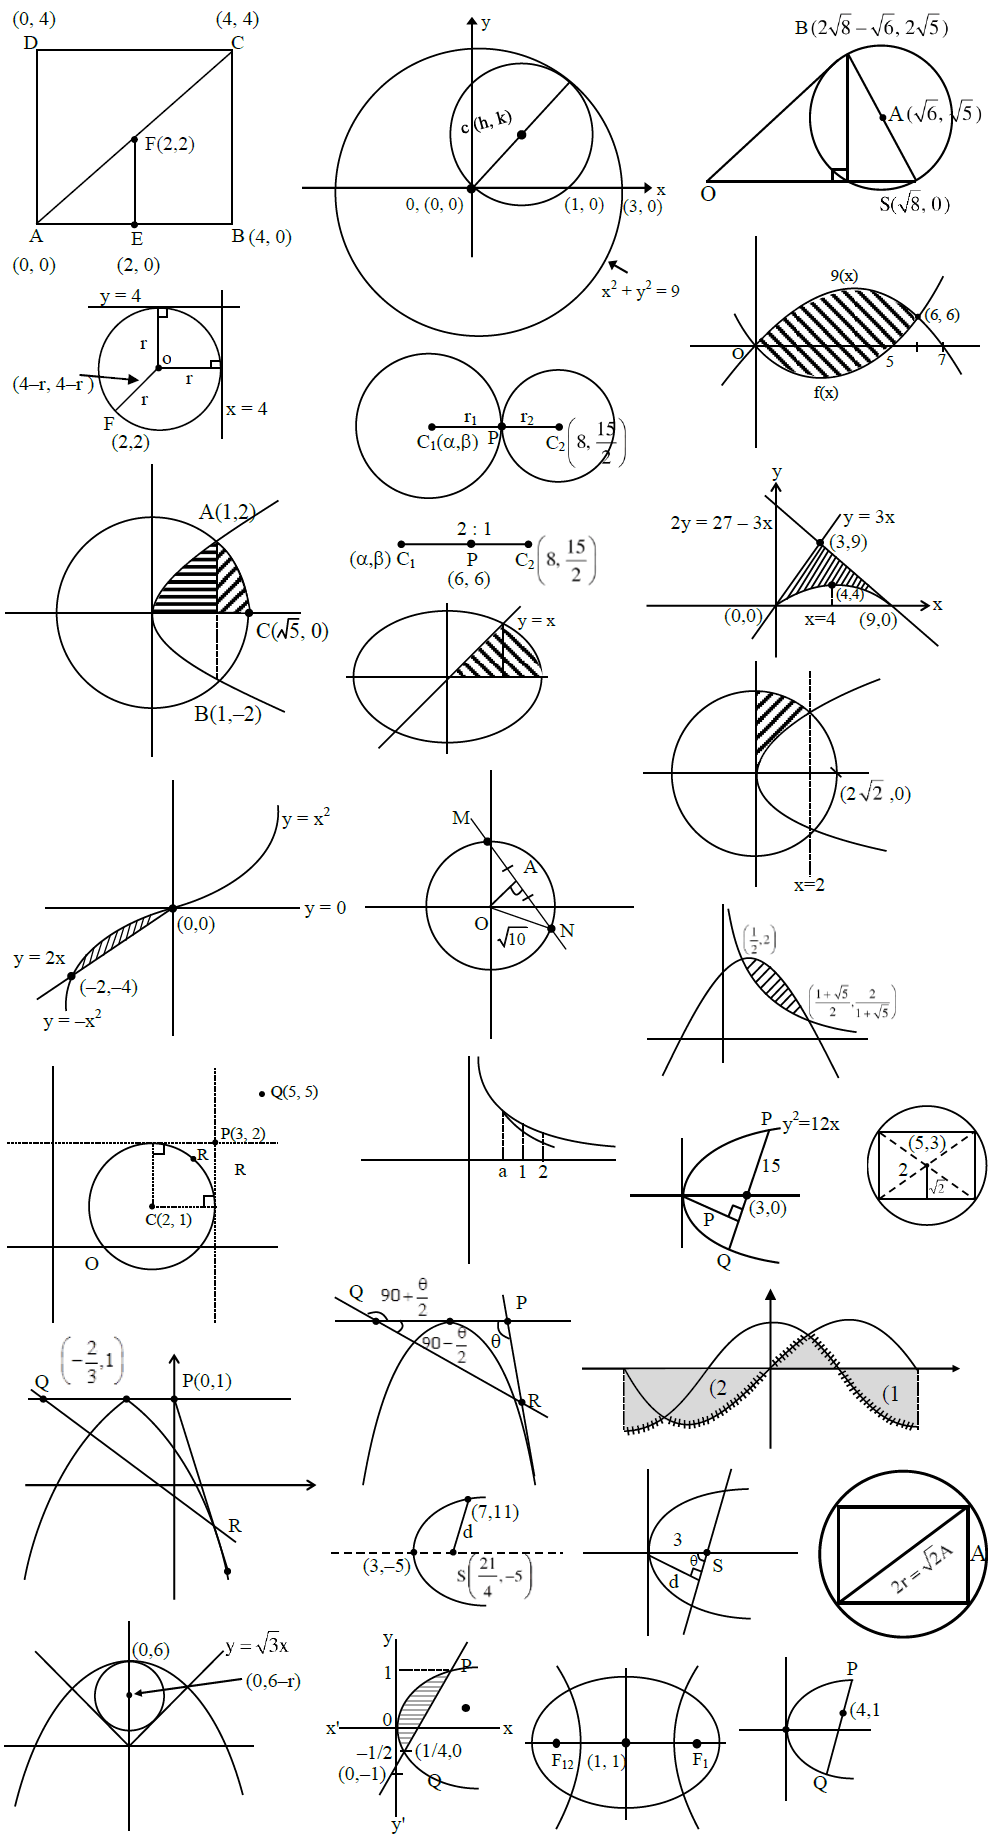 (0, 4)
(4, 4)
D
C
F(2,2)
A
E
B (4, 0)
(0, 0)
(2, 0)
y
c (h, k)
x
0, (0, 0)
(1, 0)
(3, 0)
x² + y² = 9
B (2√8 – √6, 2√5)
A (√6, √5)
O
S(√8, 0)
y = 4
r
o
r
(4–r, 4–r )
r
x = 4
F
(2,2)
r₁
r₂
C₁(α,β)
P
C₂(8, 15/2)
9(x)
(6, 6)
O
5
7
f(x)
A(1,2)
C(√5, 0)
B(1,–2)
2 : 1
(α,β) C₁
P
C₂(8, 15/2)
(6, 6)
y = x
y
2y = 27 – 3x
y = 3x
(3,9)
(4,4)
x
(0,0)
x=4
(9,0)
(2√2 ,0)
x=2
y = x²
y = 0
(0,0)
y = 2x
(–2,–4)
y = –x²
M
A
O
√10
N
(1/2, 2)
((1+√5)/2, 2/(1+√5))
Q(5, 5)
P(3, 2)
R
R
C(2, 1)
O
a
1
2
P
y²=12x
15
(3,0)
P
Q
(5,3)
2
√2
(–2/3, 1)
Q
P(0,1)
R
Q
90+θ/2
P
90–θ/2
θ
R
(2
(1
(7,11)
d
(3,–5)
S(21/4, –5)
3
θ
S
d
2r = √2A
A
(0,6)
y = √3x
(0,6–r)
y
1
P
0
x'
x
–1/2
(1/4,0
(0,–1)
Q
y'
F₁₂
(1, 1)
F₁
P
(4,1
Q